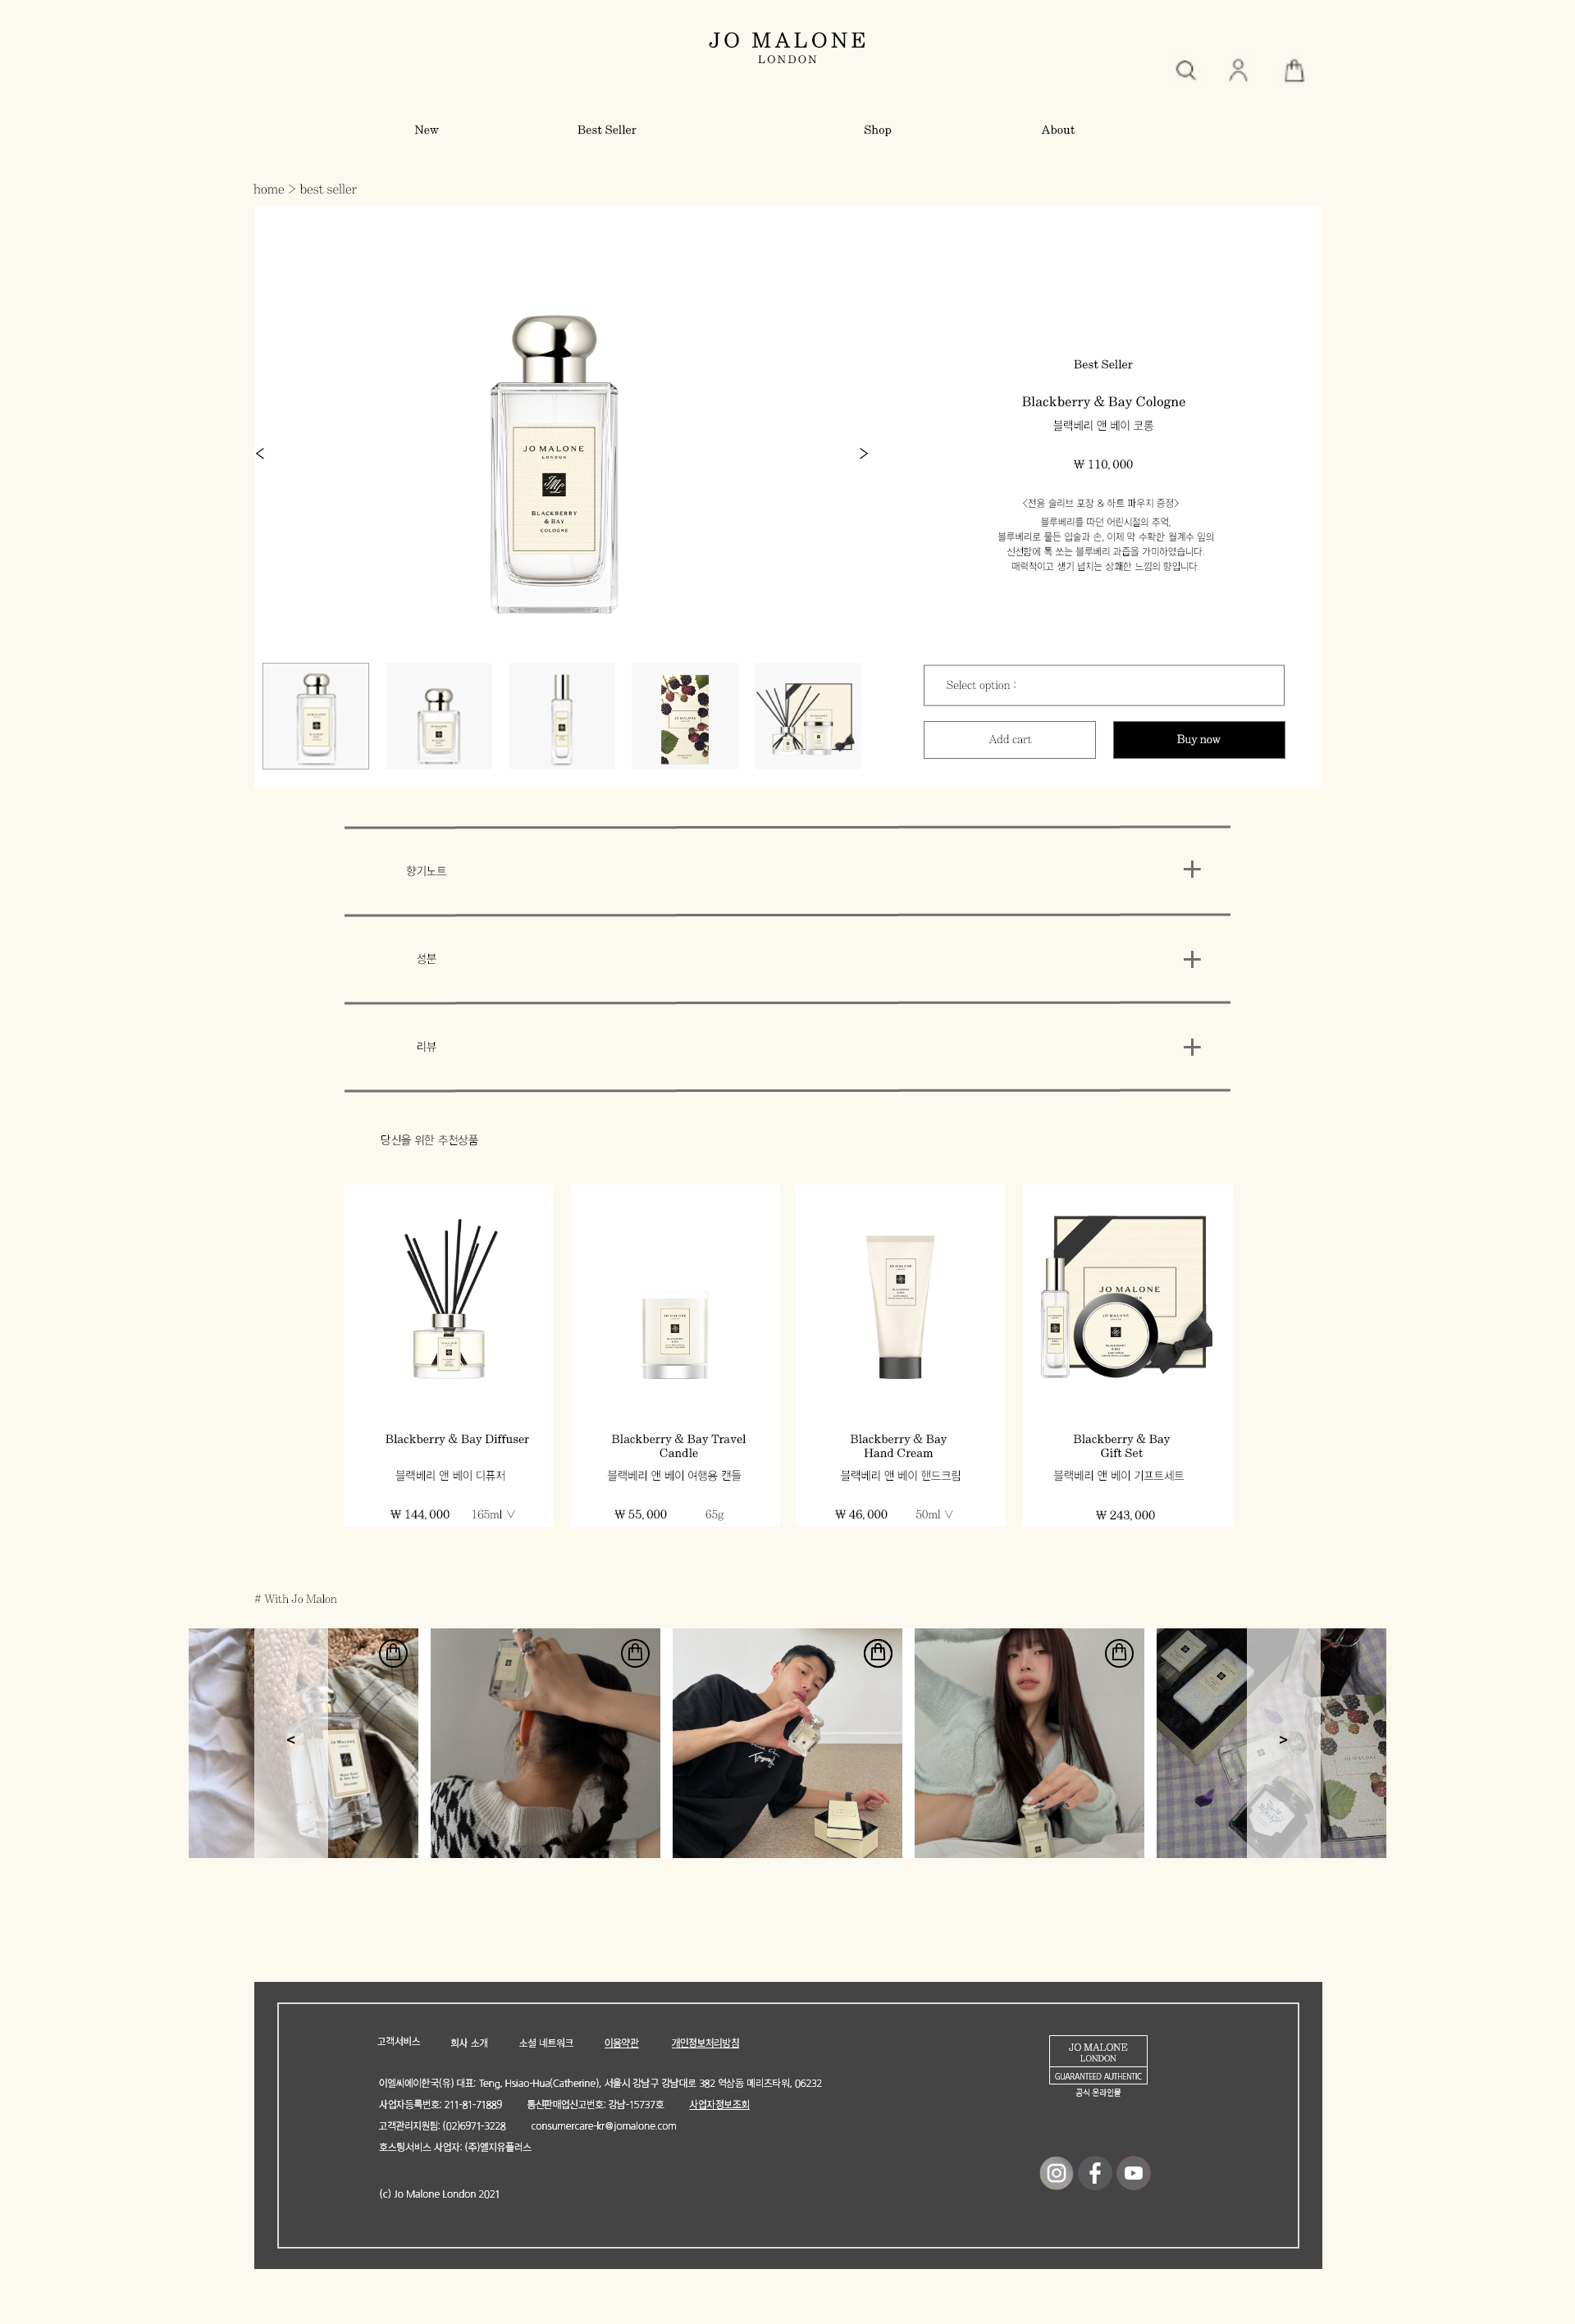 JO MALONE
LONDON
New
Best Seller
Shop
About
home > best seller
JO MALONE
LONDON
BLACKBERRY
& BAY
COLOGNE
<
>
Best Seller
Blackberry & Bay Cologne
블랙베리 앤 베이 코롱
₩ 110,000
<전용 슬리브 포장 & 하트 파우치 증정>
블루베리를 따던 어린시절의 추억,
블루베리로 물든 입술과 손, 이제 막 수확한 월계수 잎의
신선함에 톡 쏘는 블루베리 과즙을 가미하였습니다.
매력적이고 생기 넘치는 상쾌한 느낌의 향입니다.
Select option :
Add cart
Buy now
향기노트
+
성분
+
리뷰
+
당신을 위한 추천상품
JO MALONE
Blackberry & Bay Diffuser
블랙베리 앤 베이 디퓨저
₩ 144,000 165ml ∨
Blackberry & Bay Travel
Candle
블랙베리 앤 베이 여행용 캔들
₩ 55,000 65g
Blackberry & Bay
Hand Cream
블랙베리 앤 베이 핸드크림
₩ 46,000 50ml ∨
Blackberry & Bay
Gift Set
블랙베리 앤 베이 기프트세트
₩ 243,000
# With Jo Malon
<
>
고객서비스 회사 소개 소셜 네트워크 이용약관 개인정보처리방침
이엘씨에이한국(유) 대표: Teng, Hsiao-Hua(Catherine), 서울시 강남구 강남대로 382 역삼동 메리츠타워, 06232
사업자등록번호: 211-81-71889 통신판매업신고번호: 강남-15737호 사업자정보조회
고객관리지원팀: (02)6971-3228 consumercare-kr@jomalone.com
호스팅서비스 사업자: (주)엘지유플러스
(c) Jo Malone London 2021
JO MALONE
LONDON
GUARANTEED AUTHENTIC
공식 온라인몰